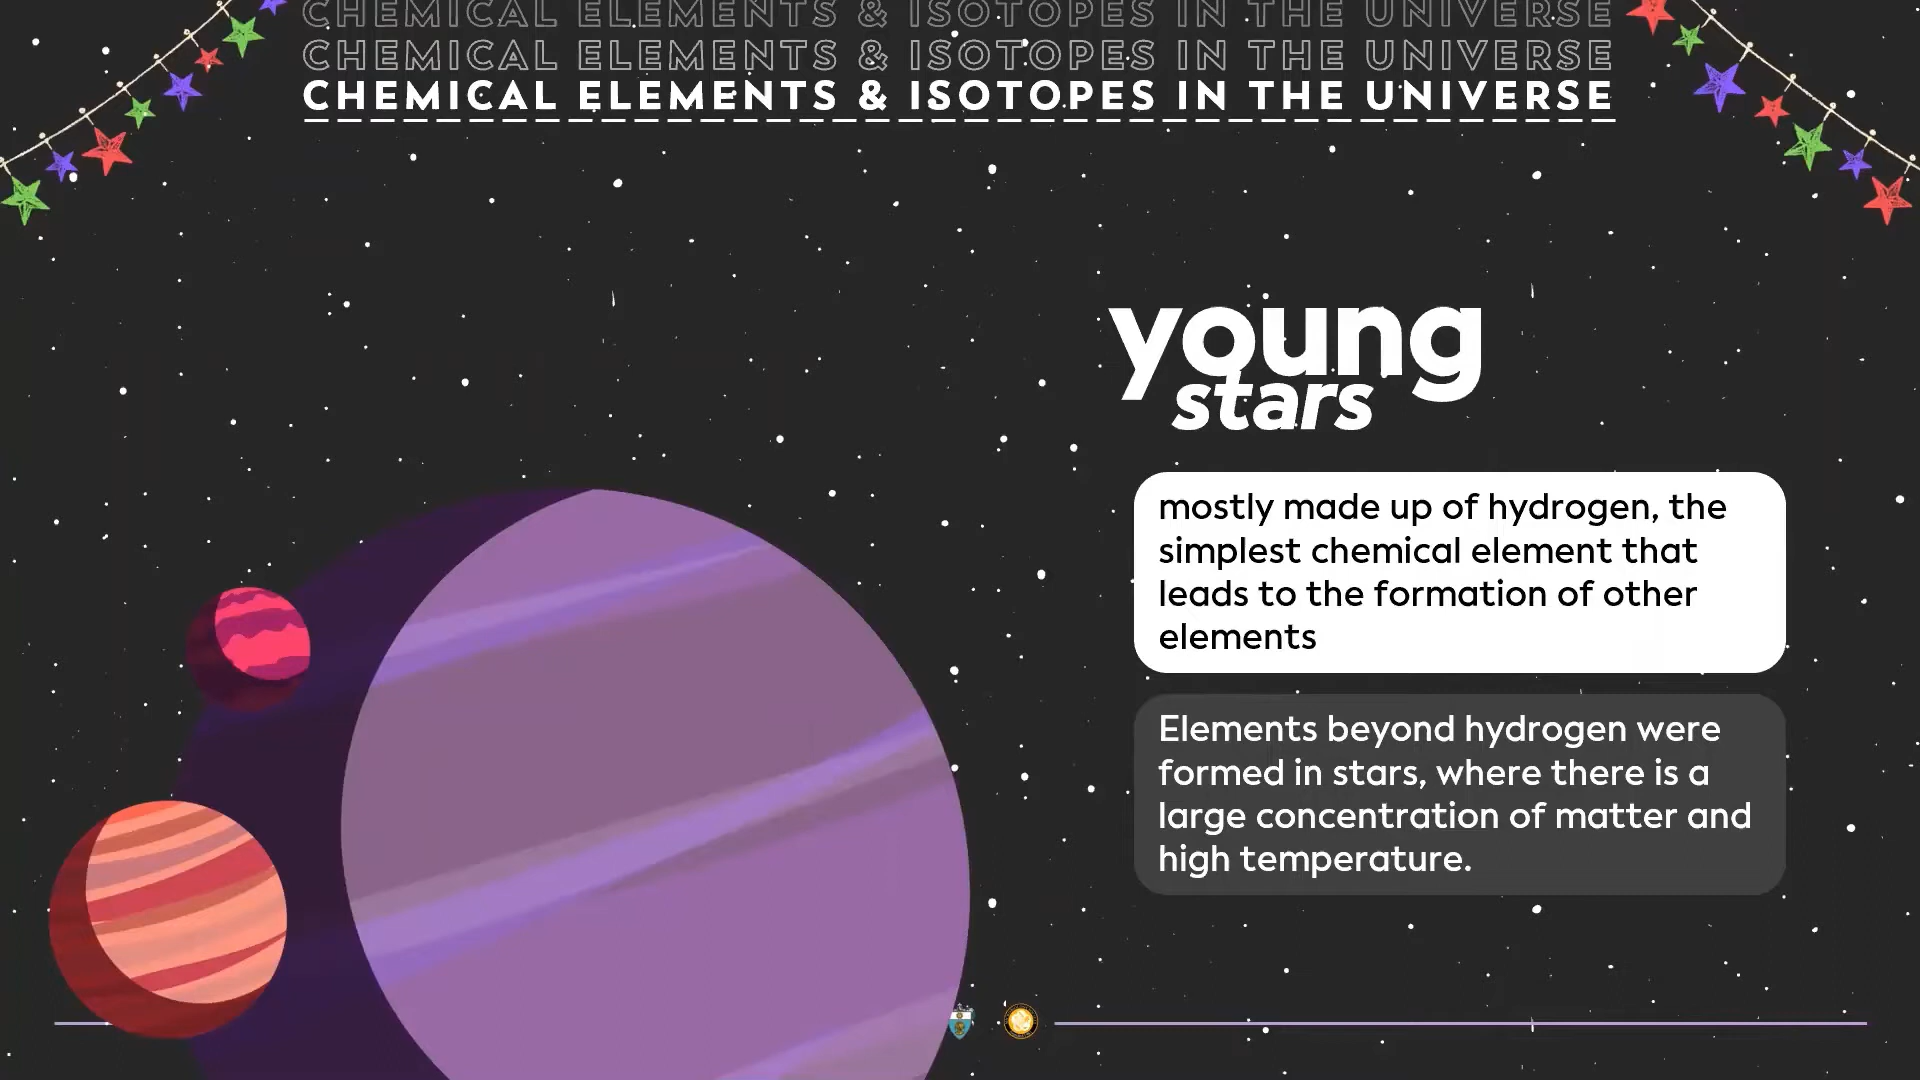 CHEMICAL ELEMENTS & ISOTOPES IN THE UNIVERSE
CHEMICAL ELEMENTS & ISOTOPES IN THE UNIVERSE
CHEMICAL ELEMENTS & ISOTOPES IN THE UNIVERSE
young
stars
mostly made up of hydrogen, the
simplest chemical element that
leads to the formation of other
elements
Elements beyond hydrogen were
formed in stars, where there is a
large concentration of matter and
high temperature.